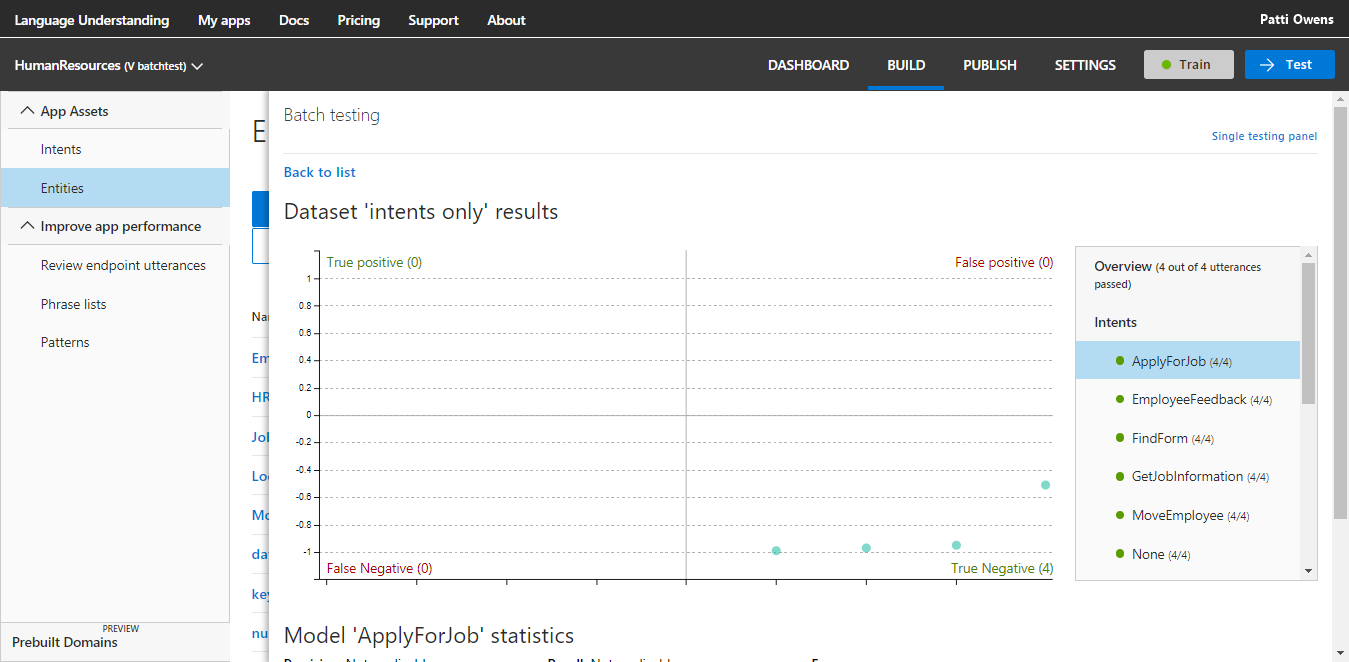 Language Understanding My apps Docs Pricing Support About Patti Owens
HumanResources (V batchtest) DASHBOARD BUILD PUBLISH SETTINGS Train Test
App Assets
Intents
Entities
Improve app performance
Review endpoint utterances
Phrase lists
Patterns
PREVIEW
Prebuilt Domains
E
Em
HR
Lo
da
key
nu
Batch testing
Single testing panel
Back to list
Dataset 'intents only' results
True positive (0) False positive (0)
1
0.8
0.6
0.4
0.2
0
-0.2
-0.4
-0.6
-0.8
-1
False Negative (0) True Negative (4)
Overview (4 out of 4 utterances
passed)
Intents
ApplyForJob (4/4)
EmployeeFeedback (4/4)
FindForm (4/4)
GetJobInformation (4/4)
MoveEmployee (4/4)
None (4/4)
Model 'ApplyForJob' statistics